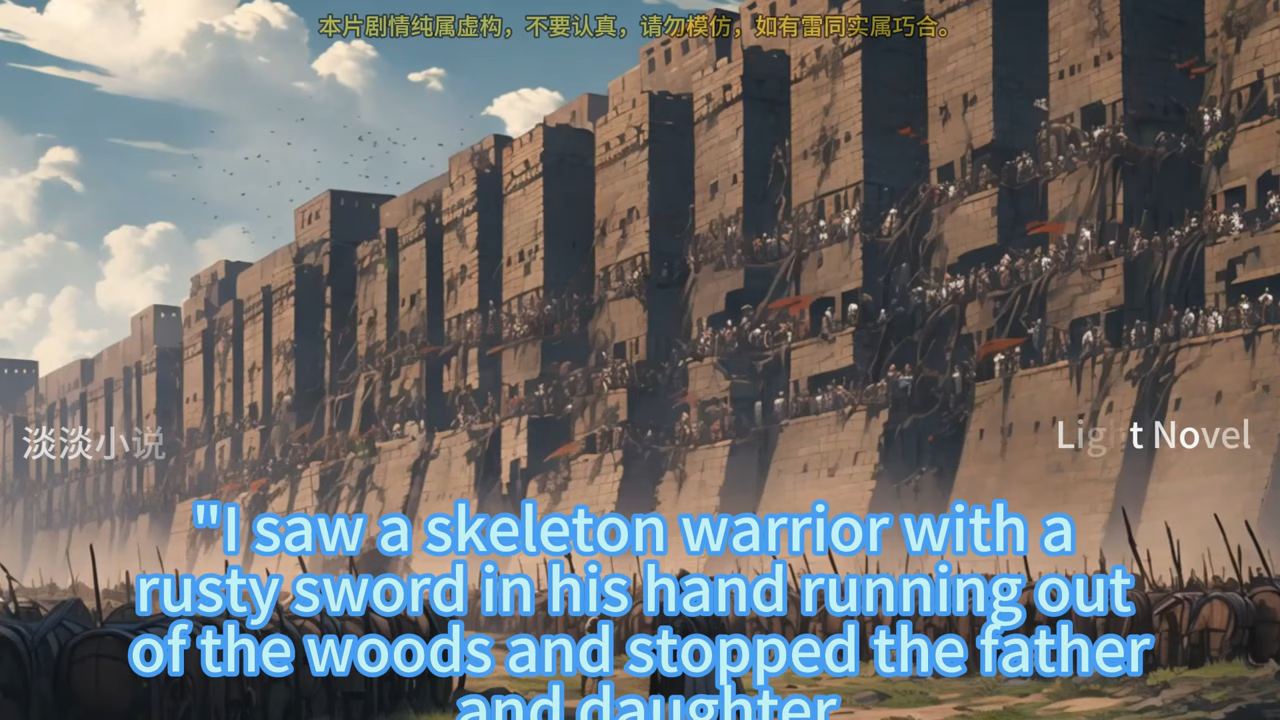 本片剧情纯属虚构，不要认真，请勿模仿，如有雷同实属巧合。
淡淡小说
Light Novel
"I saw a skeleton warrior with a
rusty sword in his hand running out
of the woods and stopped the father
and daughter